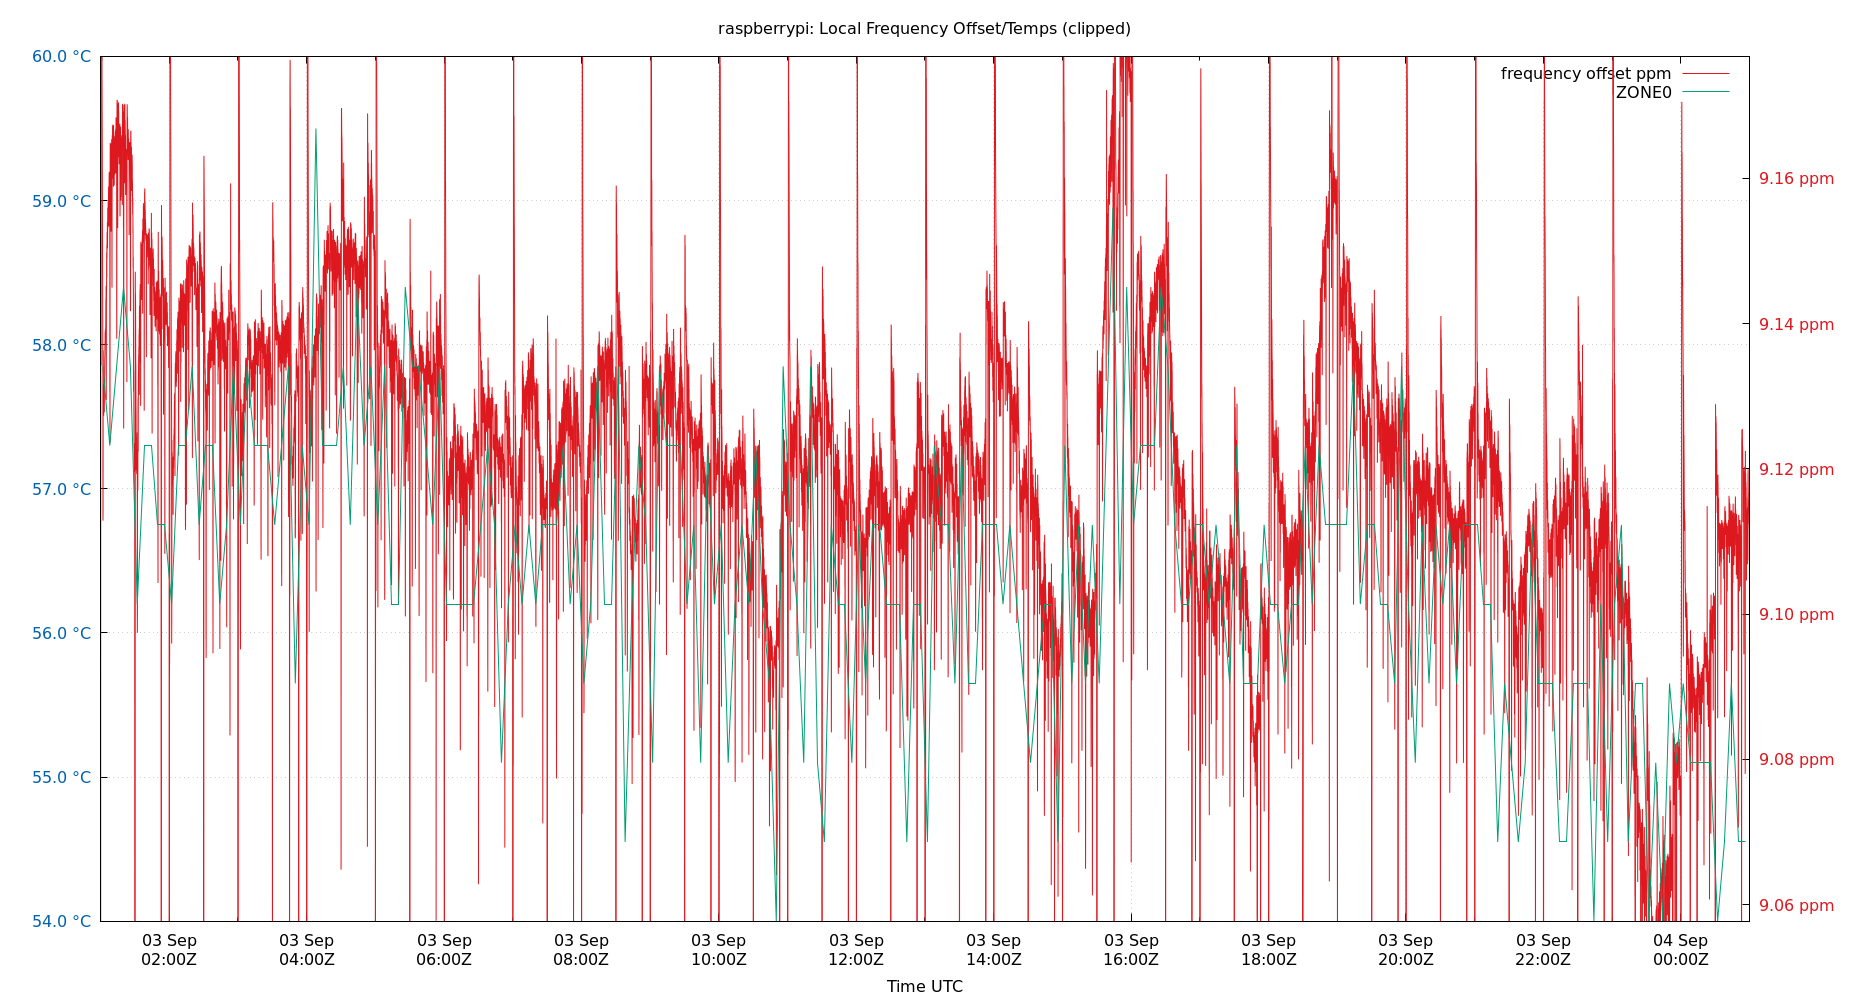 raspberrypi: Local Frequency Offset/Temps (clipped)
60.0 °C
59.0 °C
58.0 °C
57.0 °C
56.0 °C
55.0 °C
54.0 °C
frequency offset ppm
ZONE0
9.16 ppm
9.14 ppm
9.12 ppm
9.10 ppm
9.08 ppm
9.06 ppm
03 Sep
02:00Z
03 Sep
04:00Z
03 Sep
06:00Z
03 Sep
08:00Z
03 Sep
10:00Z
03 Sep
12:00Z
03 Sep
14:00Z
03 Sep
16:00Z
03 Sep
18:00Z
03 Sep
20:00Z
03 Sep
22:00Z
04 Sep
00:00Z
Time UTC